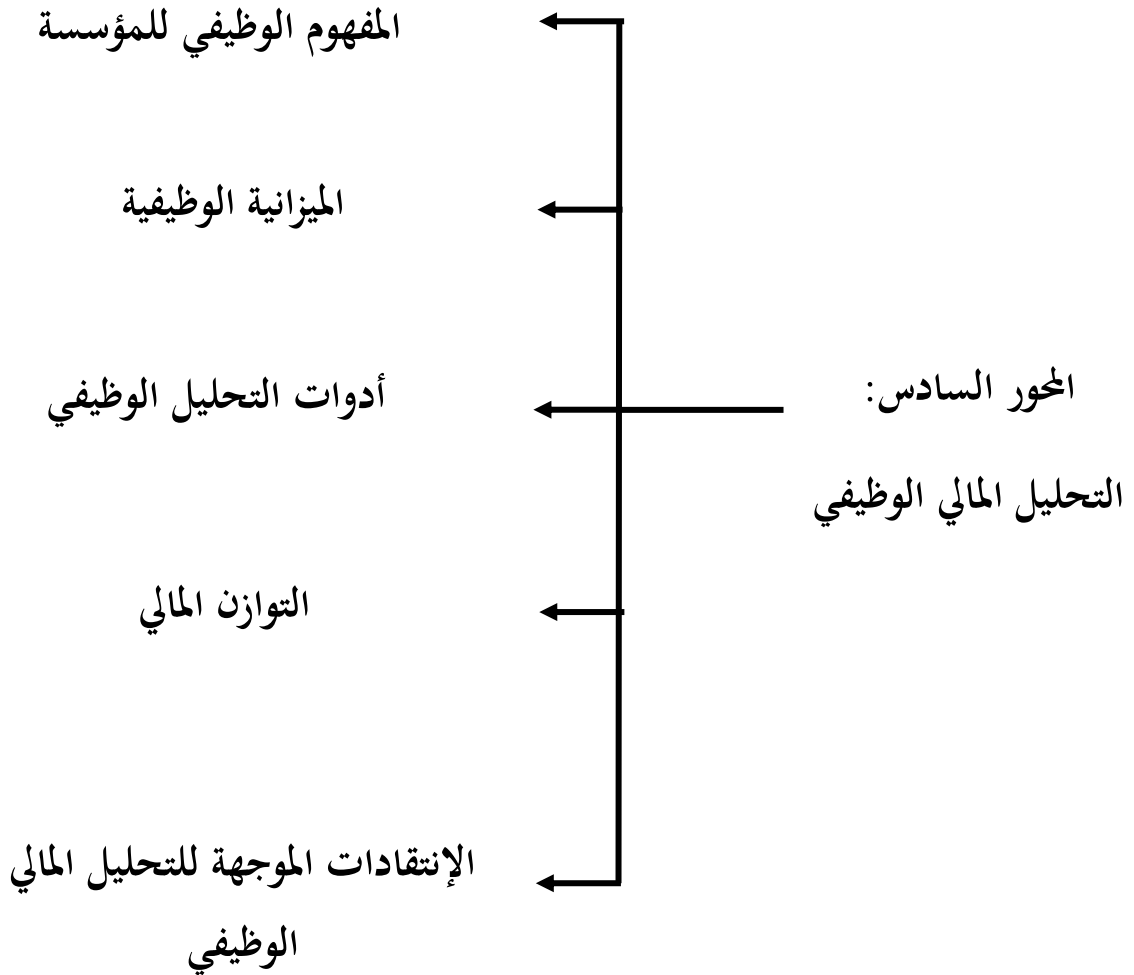 المحور السادس:
التحليل المالي الوظيفي
المفهوم الوظيفي للمؤسسة
الميزانية الوظيفية
أدوات التحليل الوظيفي
التوازن المالي
الإنتقادات الموجهة للتحليل المالي
الوظيفي